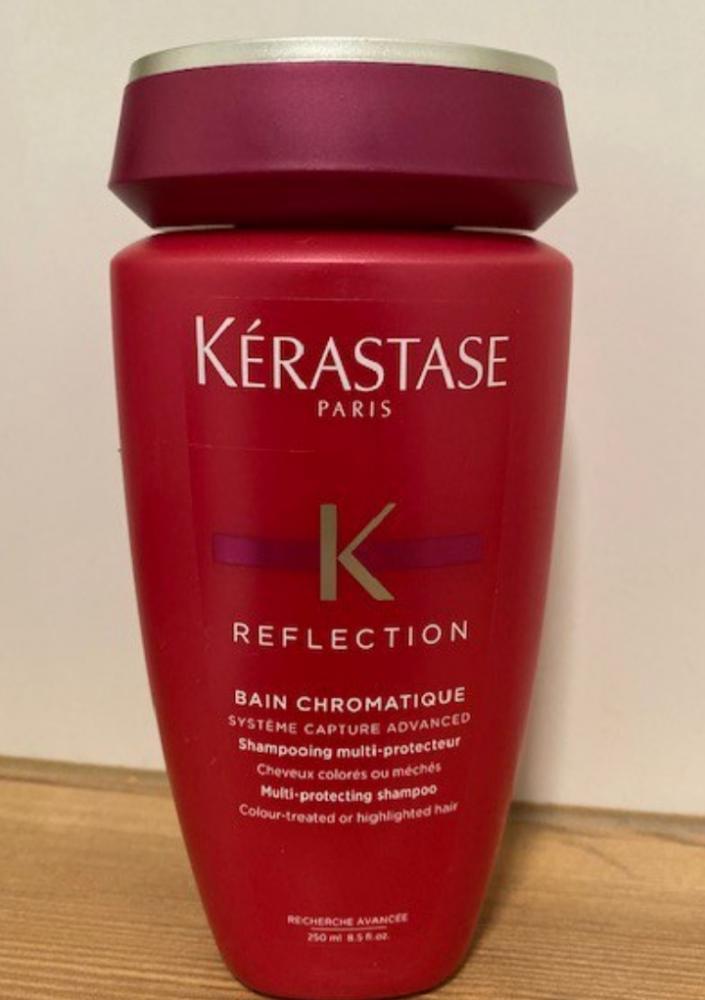 KÉRASTASE
PARIS
K
REFLECTION
BAIN CHROMATIQUE
SYSTÈME CAPTURE ADVANCED
Shampooing multi-protecteur
Cheveux colorés ou méchés
Multi-protecting shampoo
Colour-treated or highlighted hair
RECHERCHE AVANCÉE
250 ml 8.5 fl.oz.